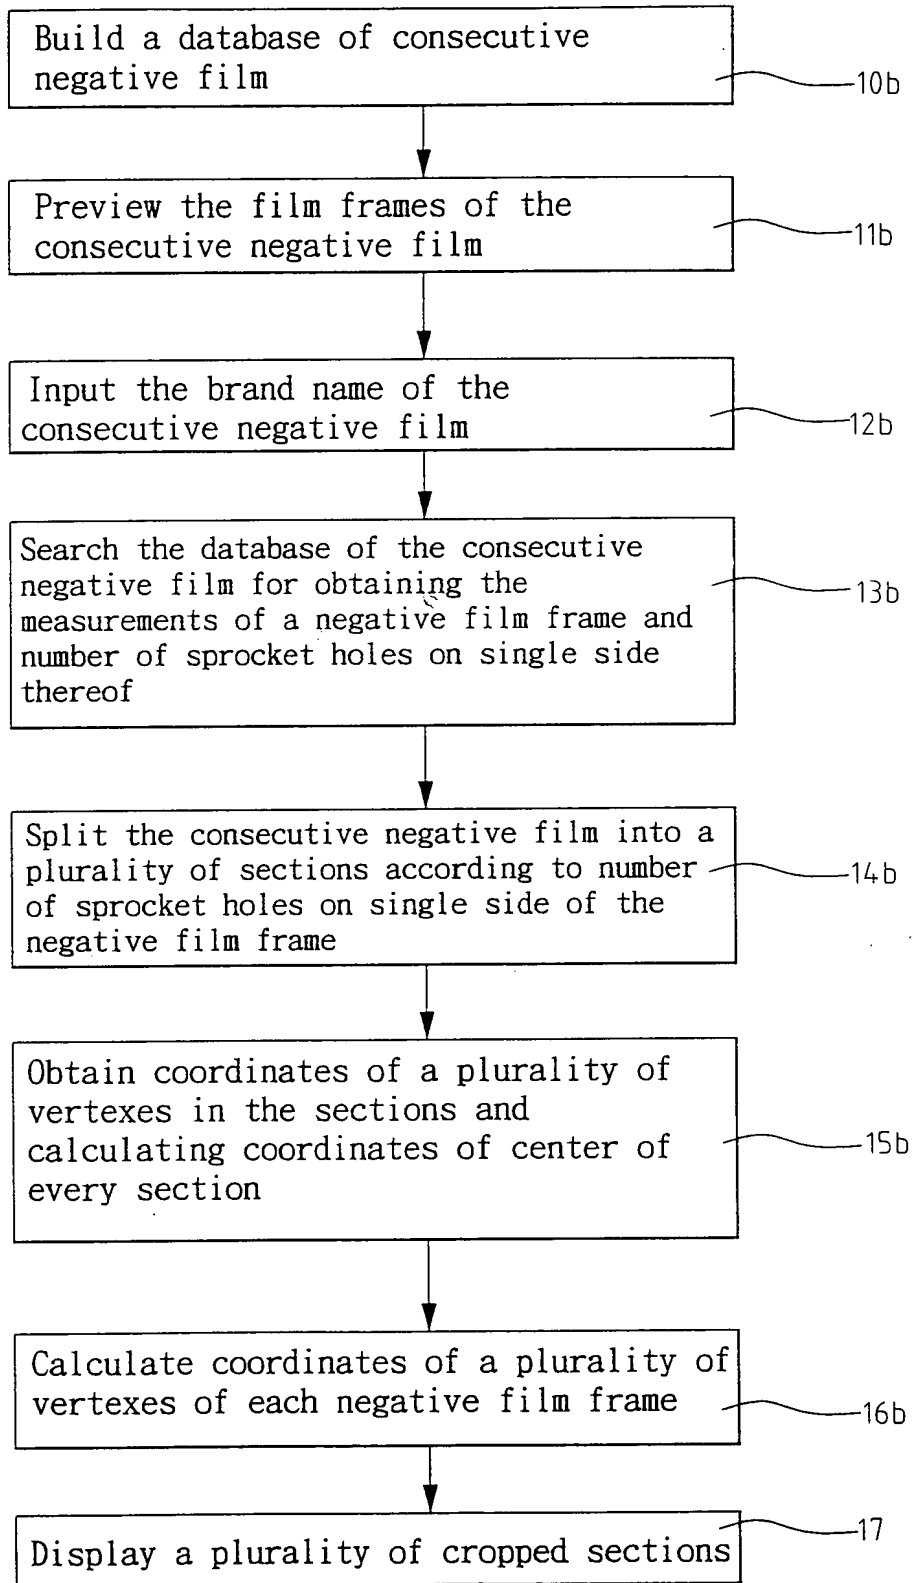 Build a database of consecutive
negative film
10b
Preview the film frames of the
consecutive negative film
11b
Input the brand name of the
consecutive negative film
12b
Search the database of the consecutive
negative film for obtaining the
measurements of a negative film frame and
number of sprocket holes on single side
thereof
13b
Split the consecutive negative film into a
plurality of sections according to number
of sprocket holes on single side of the
negative film frame
14b
Obtain coordinates of a plurality of
vertexes in the sections and
calculating coordinates of center of
every section
15b
Calculate coordinates of a plurality of
vertexes of each negative film frame
16b
Display a plurality of cropped sections
17